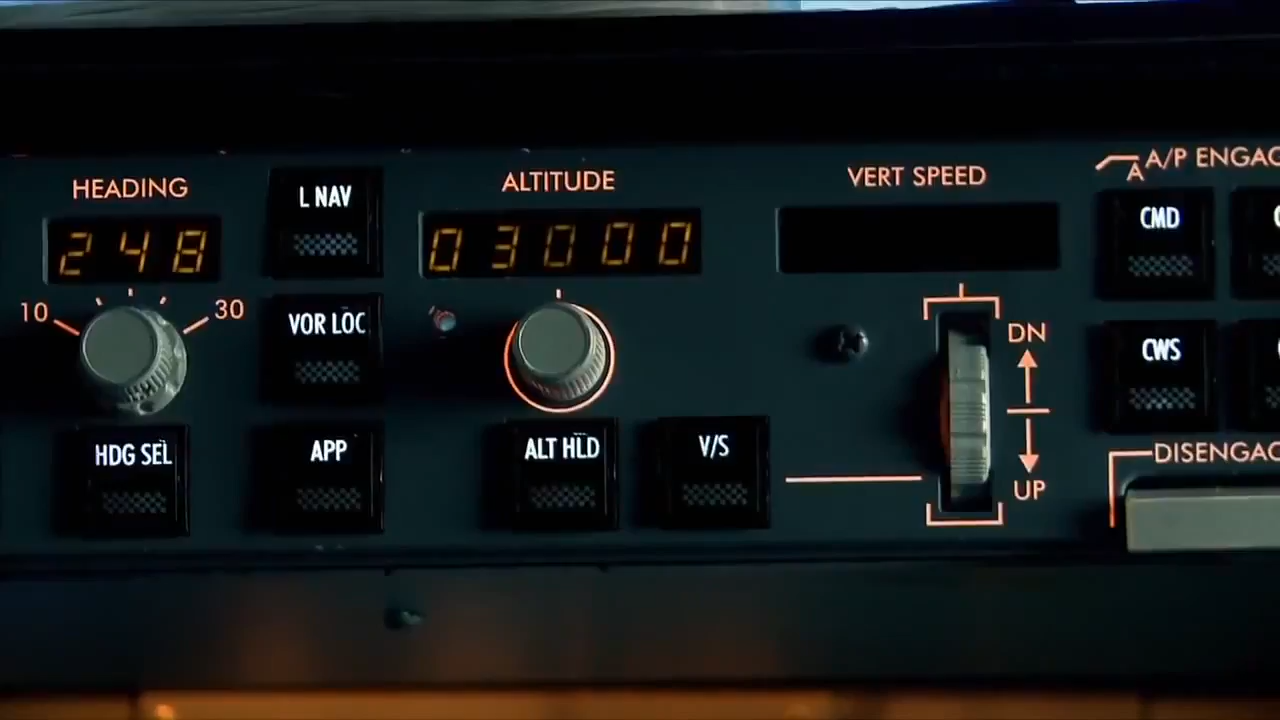 HEADING
248
10
30
HDG SEL
L NAV
VOR LOC
APP
ALTITUDE
03000
ALT HLD
V/S
VERT SPEED
DN
UP
A/P ENGAG
A
CMD
CWS
DISENGAG